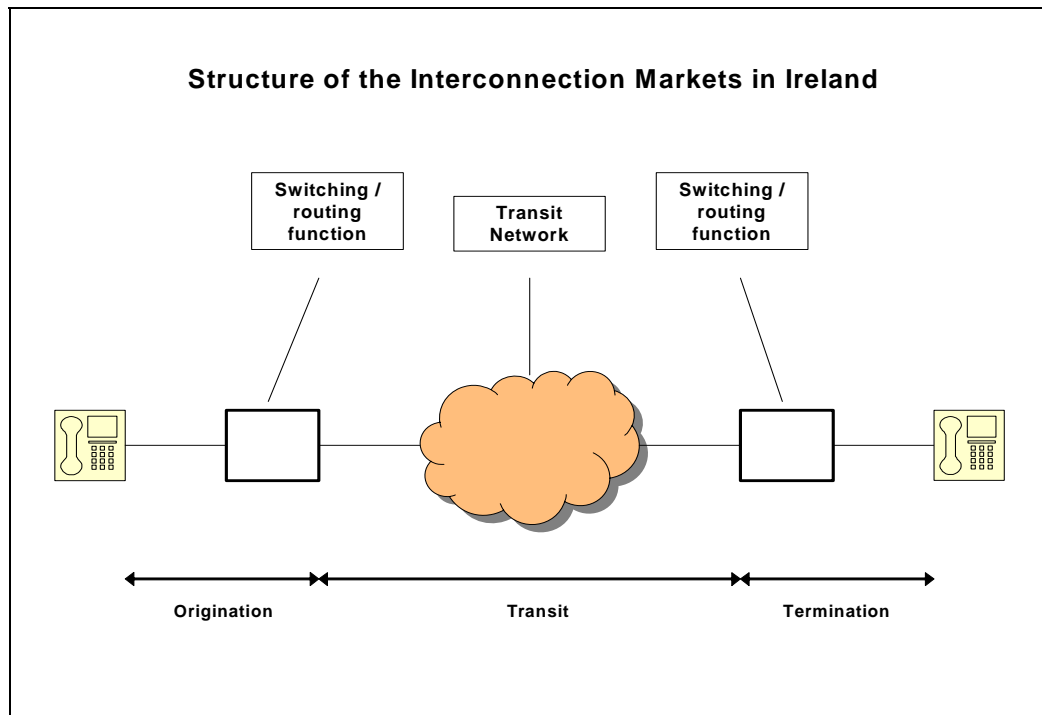 Structure of the Interconnection Markets in Ireland
Switching /
routing
function
Transit
Network
Switching /
routing
function
Origination
Transit
Termination